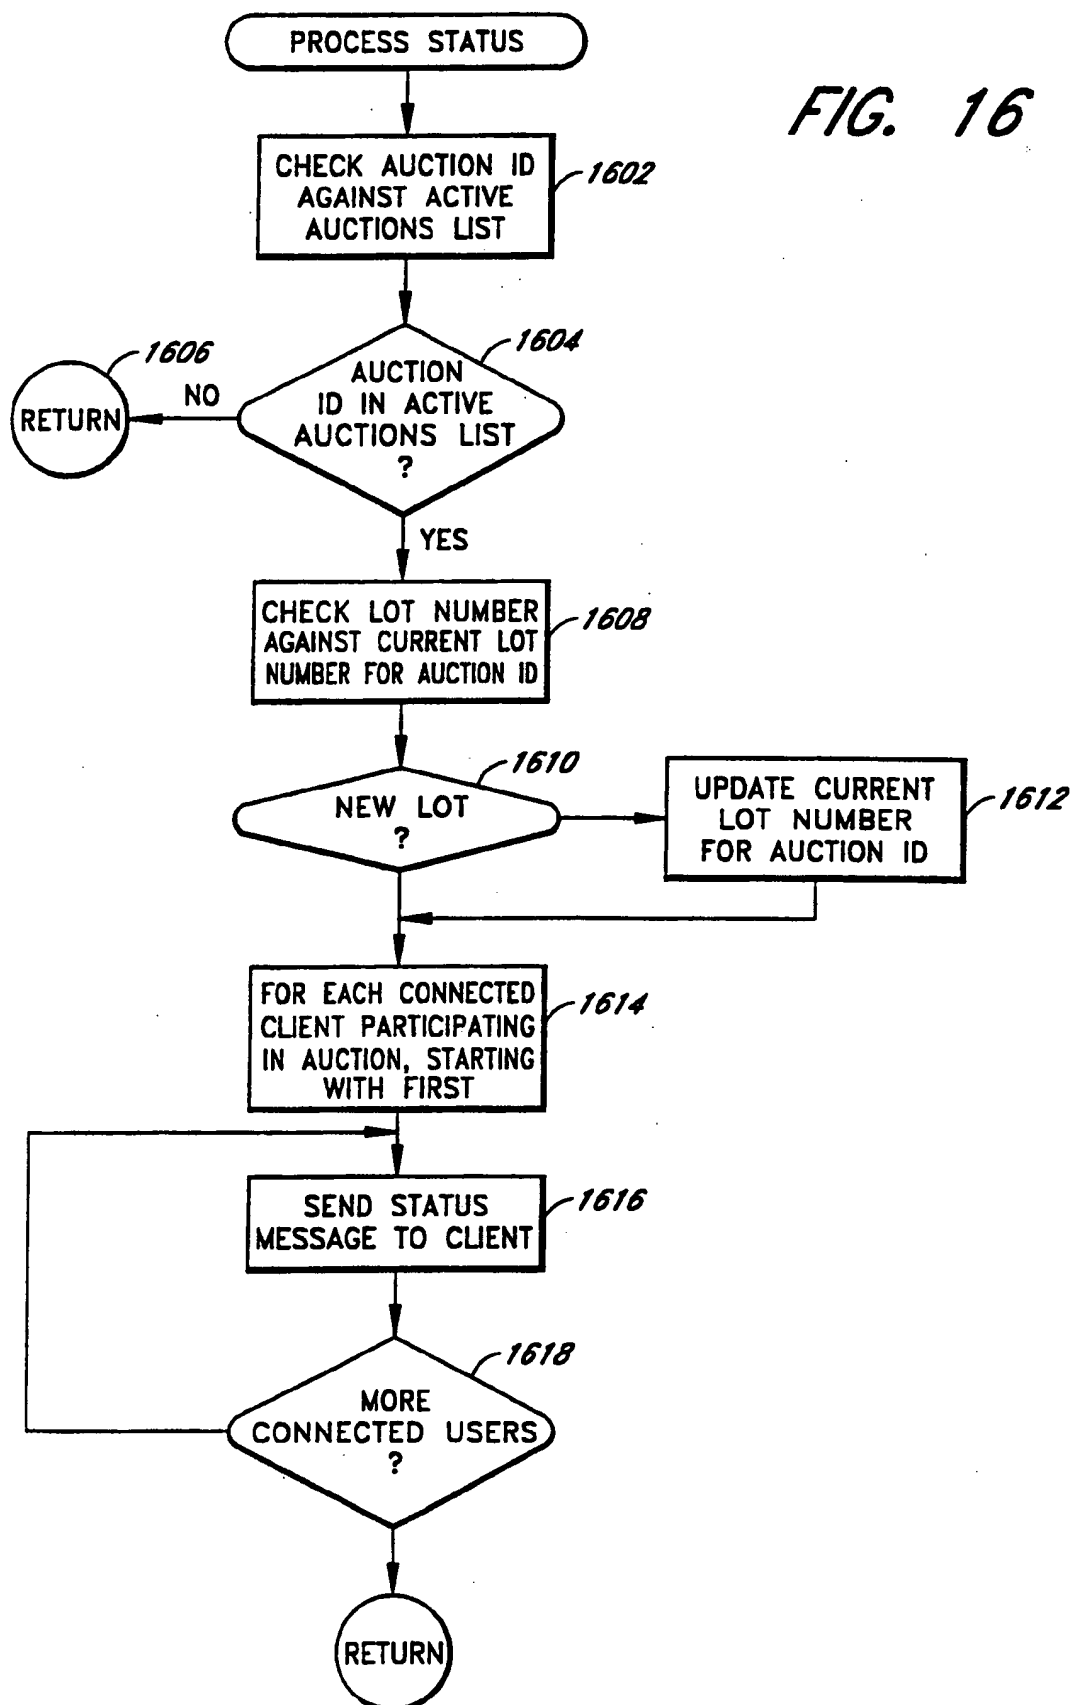 PROCESS STATUS
FIG. 16
CHECK AUCTION ID
AGAINST ACTIVE
AUCTIONS LIST
1602
AUCTION
ID IN ACTIVE
AUCTIONS LIST
?
1604
NO
1606
RETURN
YES
CHECK LOT NUMBER
AGAINST CURRENT LOT
NUMBER FOR AUCTION ID
1608
NEW LOT
?
1610
UPDATE CURRENT
LOT NUMBER
FOR AUCTION ID
1612
FOR EACH CONNECTED
CLIENT PARTICIPATING
IN AUCTION, STARTING
WITH FIRST
1614
SEND STATUS
MESSAGE TO CLIENT
1616
MORE
CONNECTED USERS
?
1618
RETURN